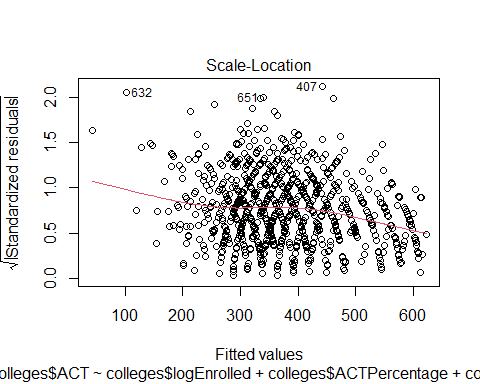 Scale-Location
√|Standardized residuals|
2.0
1.5
1.0
0.5
0.0
632
651
407
100 200 300 400 500 600
Fitted values
olleges$ACT ~ colleges$logEnrolled + colleges$ACTPercentage + co